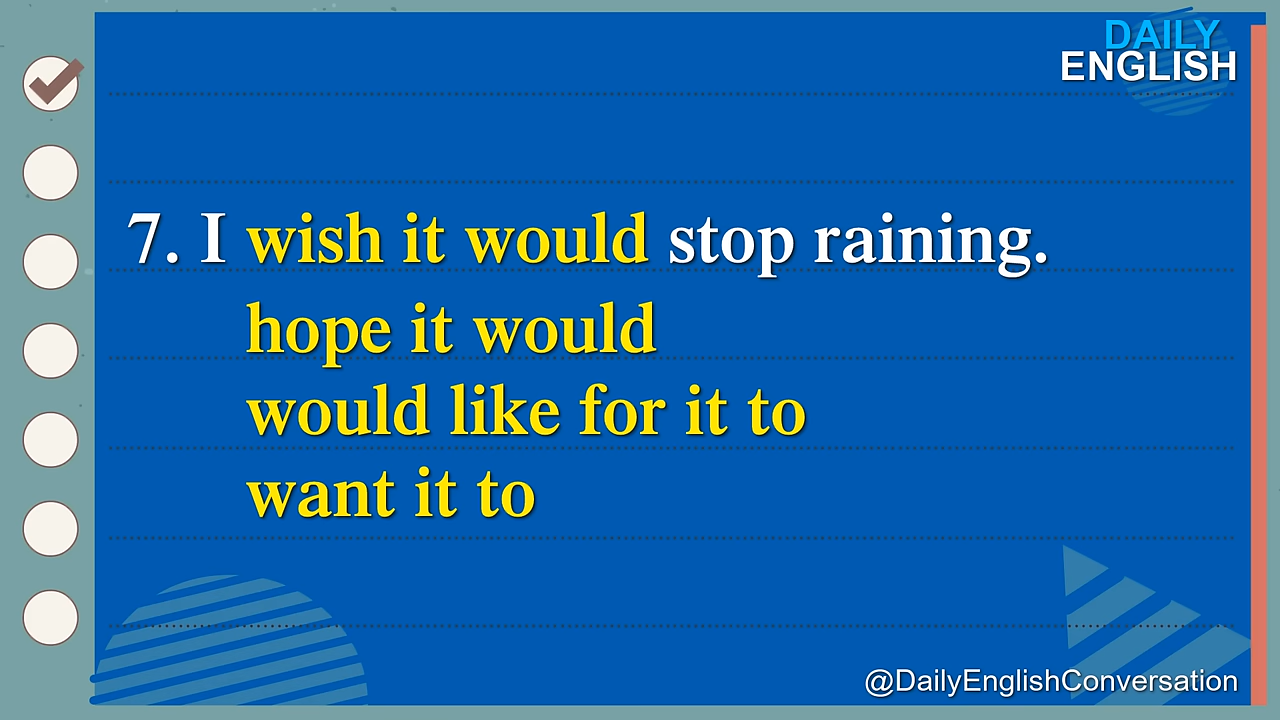 DAILY
ENGLISH
7. I wish it would stop raining.
hope it would
would like for it to
want it to
@DailyEnglishConversation